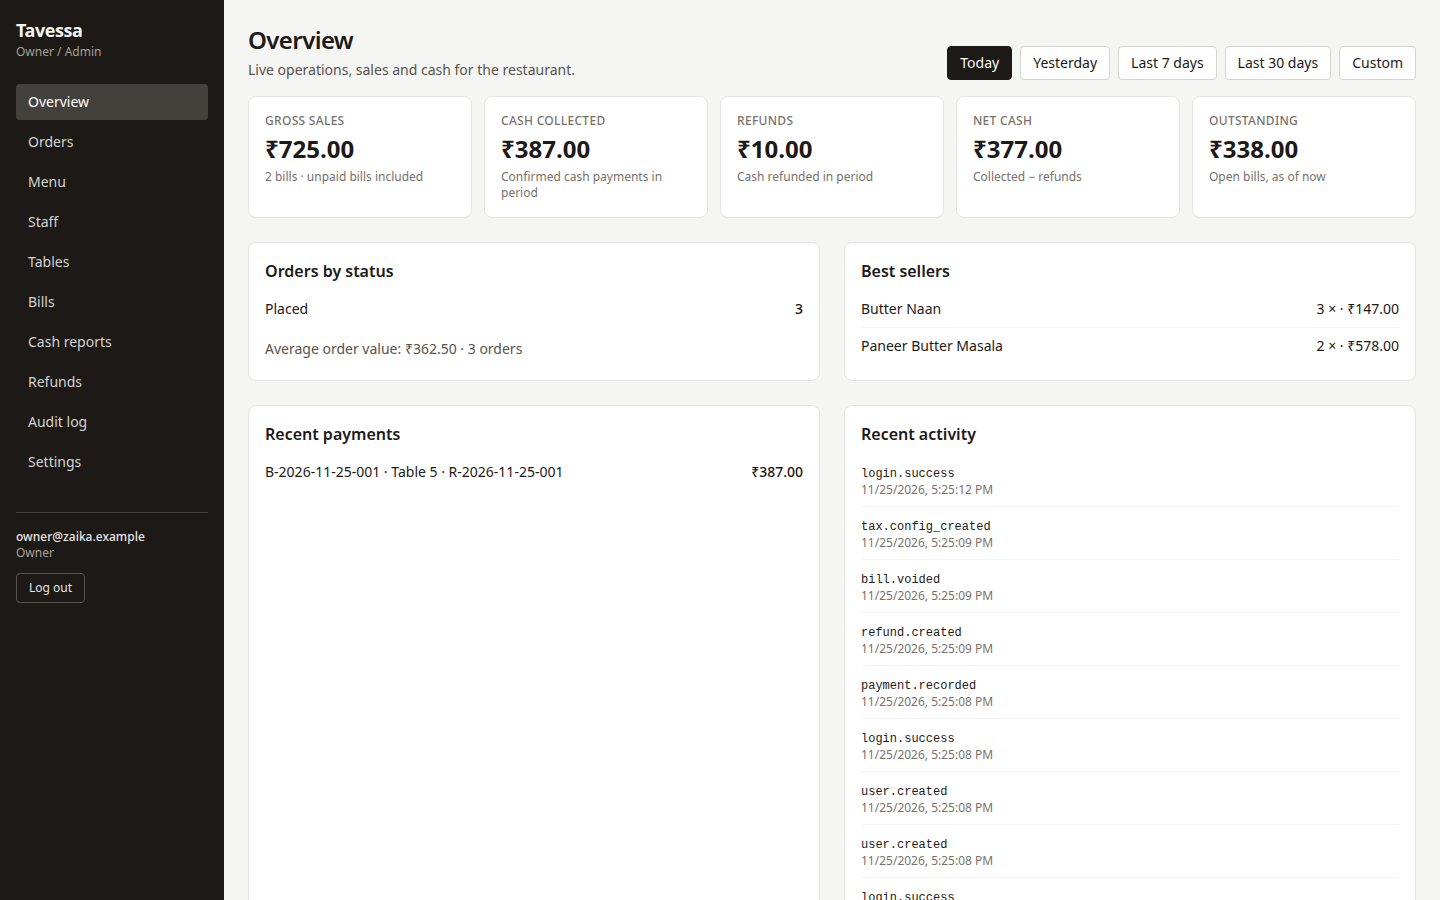 Tavessa
Owner / Admin
Overview
Orders
Menu
Staff
Tables
Bills
Cash reports
Refunds
Audit log
Settings
owner@zaika.example
Owner
Log out
Overview
Live operations, sales and cash for the restaurant.
Today
Yesterday
Last 7 days
Last 30 days
Custom
GROSS SALES
₹725.00
2 bills · unpaid bills included
CASH COLLECTED
₹387.00
Confirmed cash payments in
period
REFUNDS
₹10.00
Cash refunded in period
NET CASH
₹377.00
Collected − refunds
OUTSTANDING
₹338.00
Open bills, as of now
Orders by status
Placed 3
Average order value: ₹362.50 · 3 orders
Best sellers
Butter Naan 3 × · ₹147.00
Paneer Butter Masala 2 × · ₹578.00
Recent payments
B-2026-11-25-001 · Table 5 · R-2026-11-25-001 ₹387.00
Recent activity
login.success
11/25/2026, 5:25:12 PM
tax.config_created
11/25/2026, 5:25:09 PM
bill.voided
11/25/2026, 5:25:09 PM
refund.created
11/25/2026, 5:25:09 PM
payment.recorded
11/25/2026, 5:25:08 PM
login.success
11/25/2026, 5:25:08 PM
user.created
11/25/2026, 5:25:08 PM
user.created
11/25/2026, 5:25:08 PM
login.success